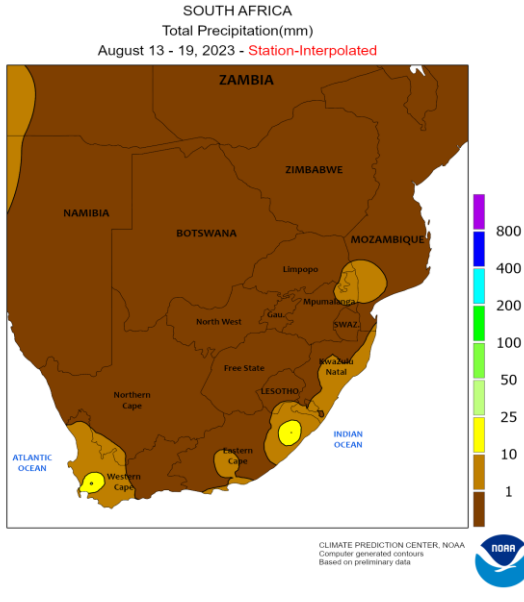 SOUTH AFRICA
Total Precipitation(mm)
August 13 - 19, 2023 - Station-Interpolated
ZAMBIA
ZIMBABWE
NAMIBIA
BOTSWANA
MOZAMBIQUE
Limpopo
Mpumalanga
North West
Gau.
SWAZ.
Free State
Kwazulu
Natal
LESOTHO
Northern
Cape
Eastern
Cape
Western
Cape
ATLANTIC
OCEAN
INDIAN
OCEAN
800
400
200
100
50
25
10
1
CLIMATE PREDICTION CENTER, NOAA
Computer generated contours
Based on preliminary data
NOAA